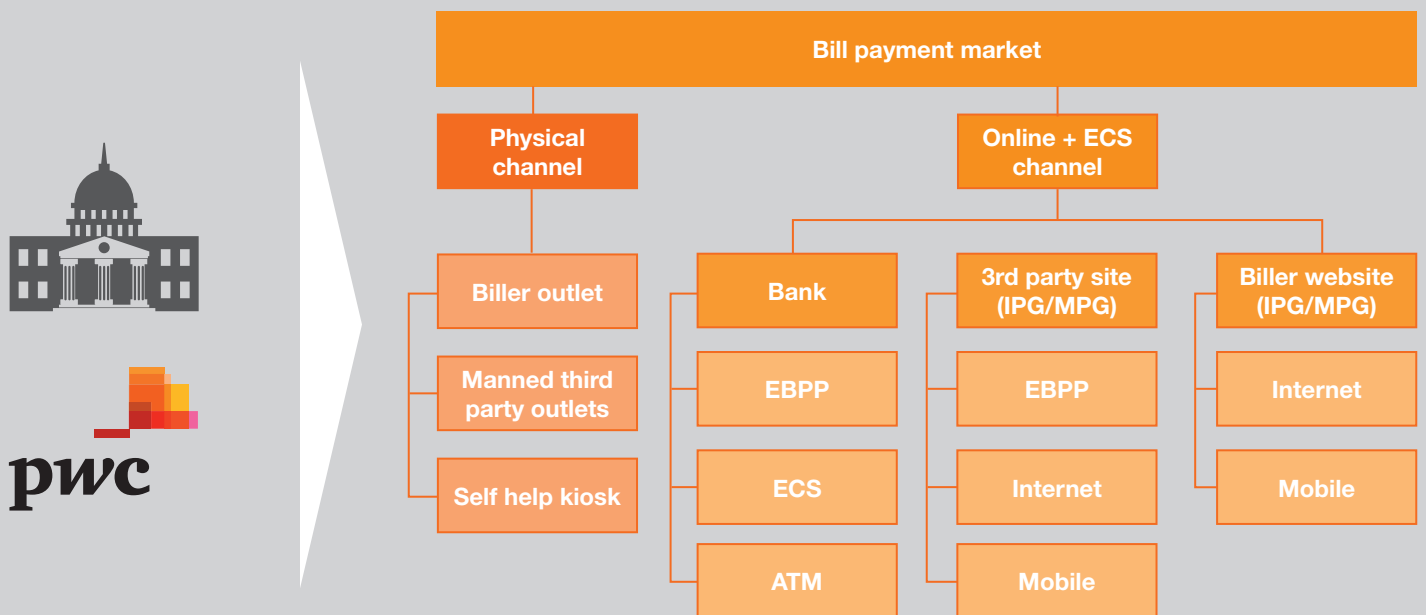 Bill payment market
Physical
channel
Online + ECS
channel
Biller outlet
Manned third
party outlets
Self help kiosk
Bank
EBPP
ECS
ATM
3rd party site
(IPG/MPG)
EBPP
Internet
Mobile
Biller website
(IPG/MPG)
Internet
Mobile
pwc